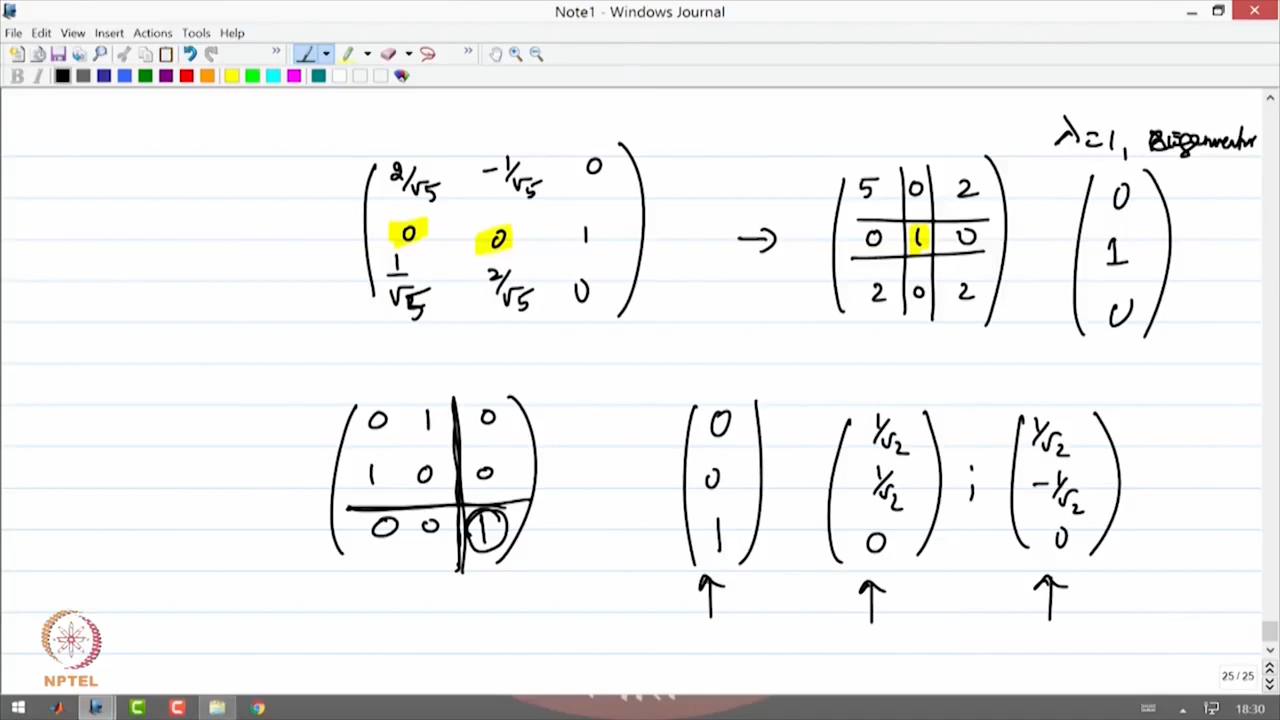 Note1 - Windows Journal
File Edit View Insert Actions Tools Help
B I
λ=1,
2/√5 -1/√5 0
0 0 1
1/√5 2/√5 0
→
5 0 2
0 1 0
2 0 2
0
1
0
0 1 0
1 0 0
0 0 1
0
0
1
1/√2
1/√2
0
;
1/√2
-1/√2
0
↑ ↑ ↑
NPTEL
25 / 25
18:30